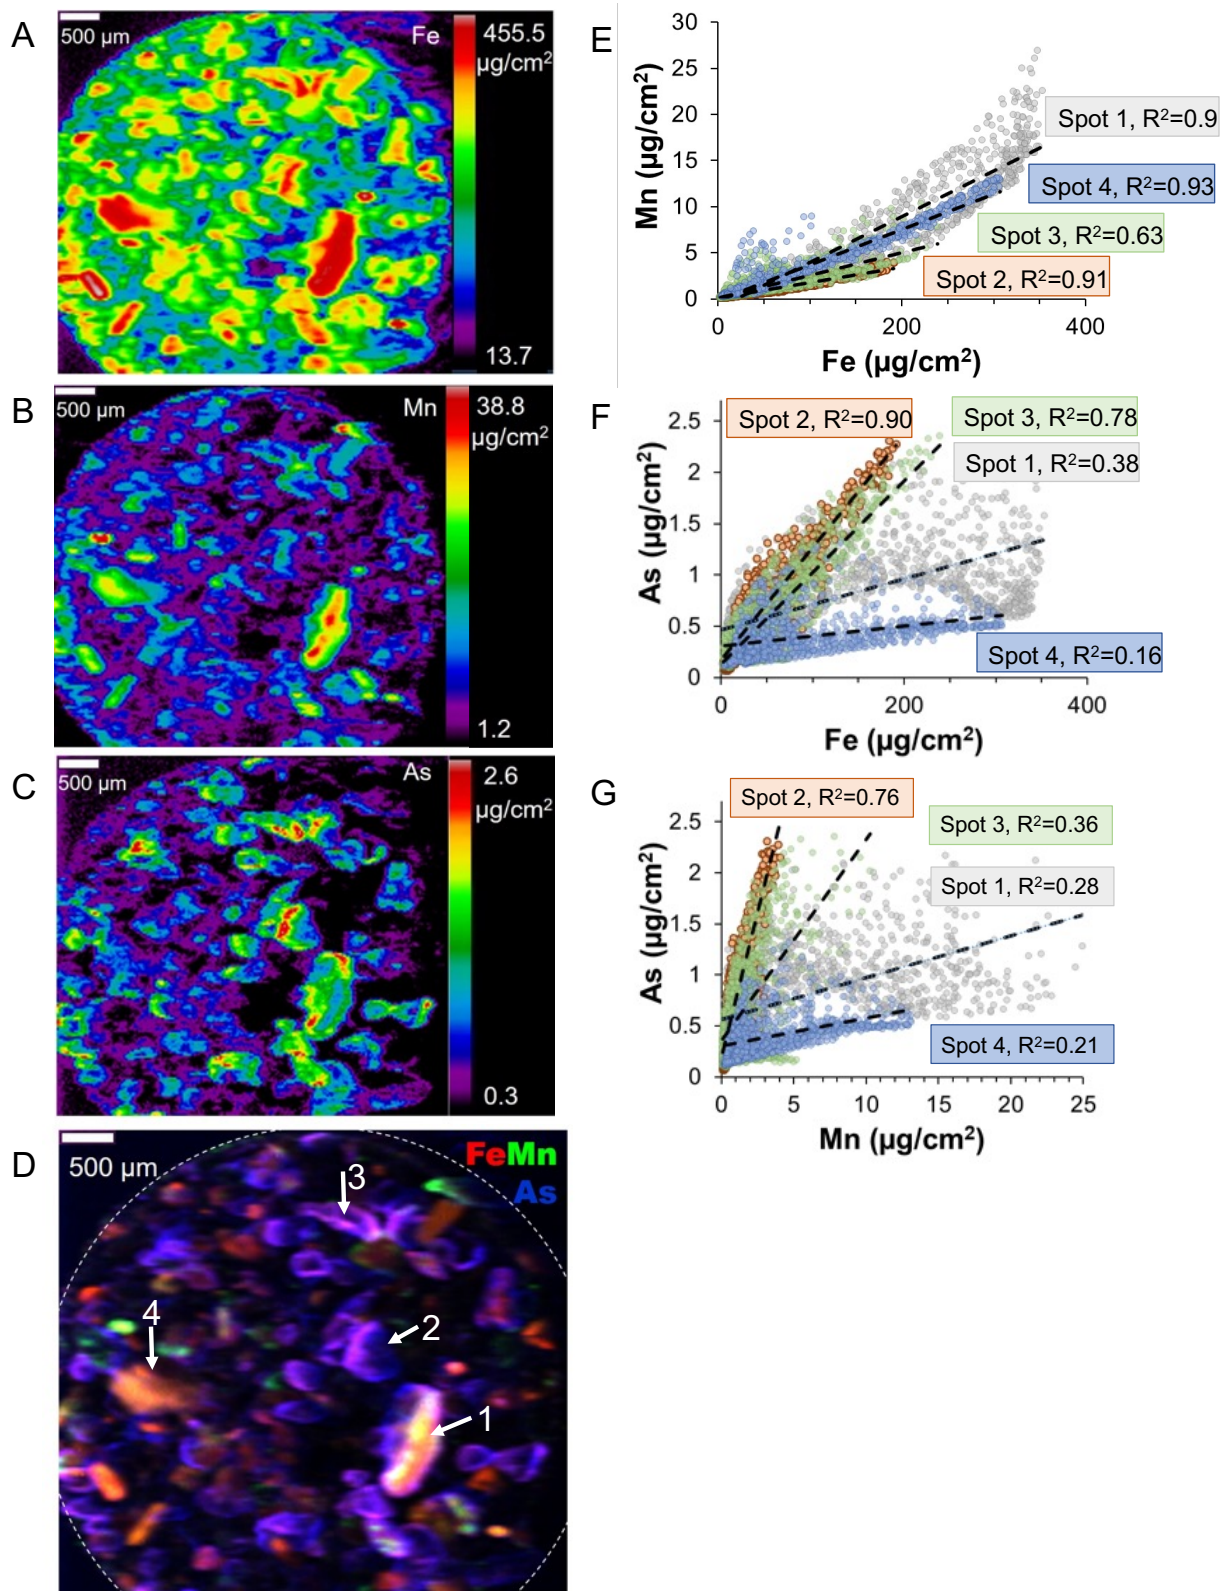 A
500 µm
Fe
455.5
µg/cm²
13.7
B
500 µm
Mn
38.8
µg/cm²
1.2
C
500 µm
As
2.6
µg/cm²
0.3
D
500 µm
FeMn
As
3
4
2
1
E
Mn (µg/cm²)
30
25
20
15
10
5
0
0
200
400
Fe (µg/cm²)
Spot 1, R²=0.9
Spot 4, R²=0.93
Spot 3, R²=0.63
Spot 2, R²=0.91
F
As (µg/cm²)
2.5
2
1.5
1
0.5
0
0
200
400
Fe (µg/cm²)
Spot 2, R²=0.90
Spot 3, R²=0.78
Spot 1, R²=0.38
Spot 4, R²=0.16
G
As (µg/cm²)
2.5
2
1.5
1
0.5
0
0
5
10
15
20
25
Mn (µg/cm²)
Spot 2, R²=0.76
Spot 3, R²=0.36
Spot 1, R²=0.28
Spot 4, R²=0.21